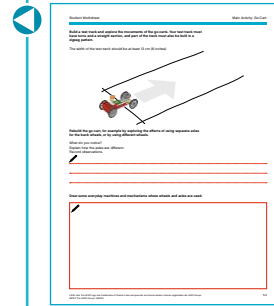 Student Worksheet
Main Activity: Go-Cart
Build a test track and explore the movements of the go-carts. Your test track must
have turns and a straight section, and part of the track must also be built in a
zigzag pattern.
The width of the test track should be at least 15 cm (6 inches).
Rebuild the go-cart, for example by exploring the effects of using separate axles
for the back wheels, or by using different wheels.
What do you notice?
Explain how the axles are different.
Record observations.
Draw some everyday machines and mechanisms where wheels and axles are used.